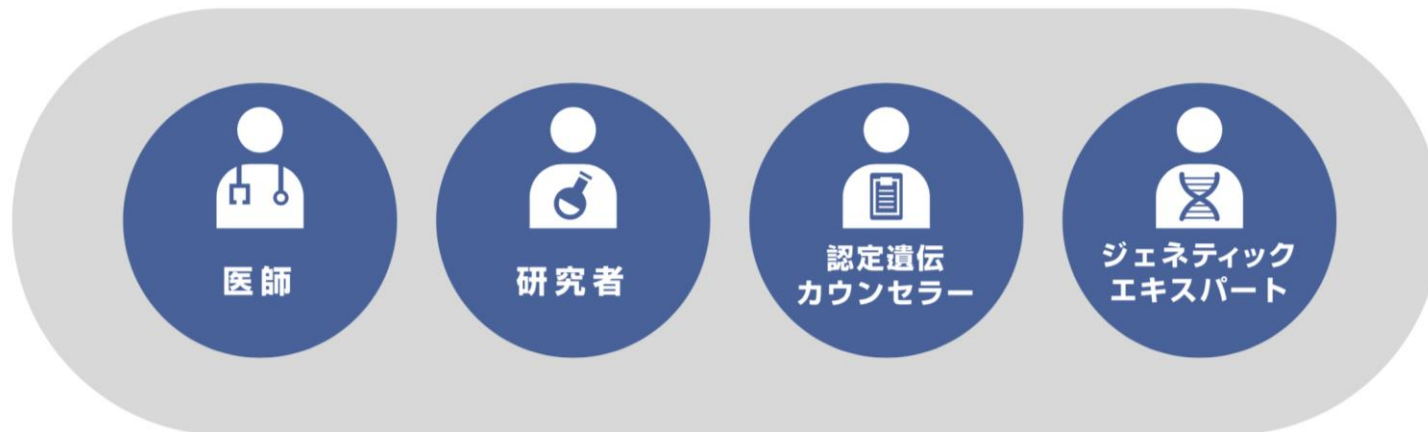 医師
研究者
認定遺伝
カウンセラー
ジェネティック
エキスパート